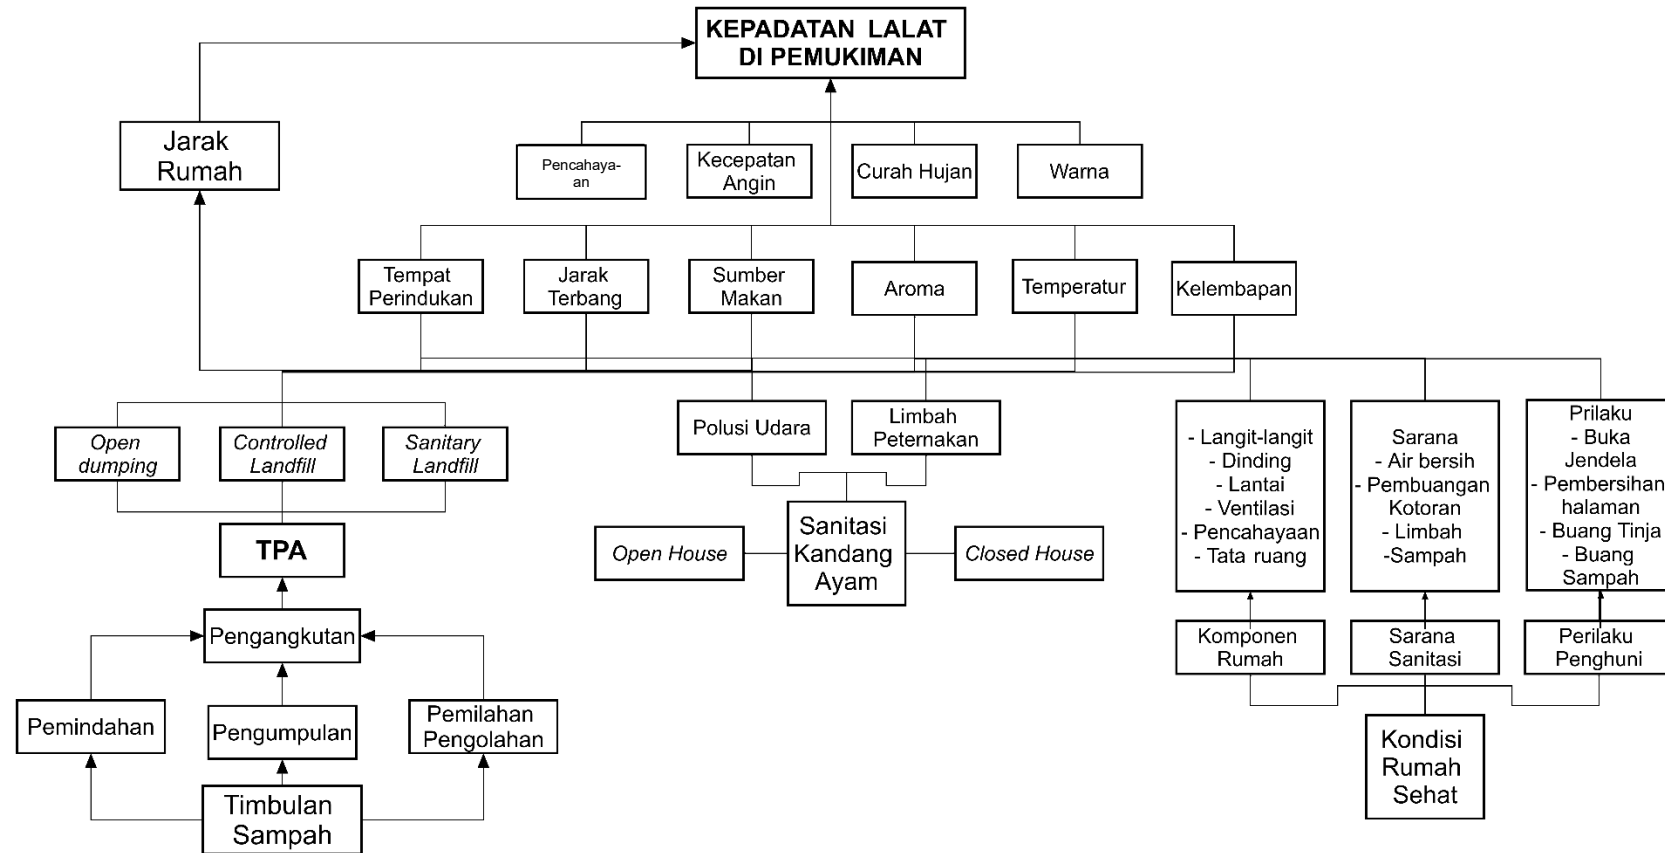 KEPADATAN LALAT
DI PEMUKIMAN
Jarak
Rumah
Pencahaya-
an
Kecepatan
Angin
Curah Hujan
Warna
Tempat
Perindukan
Jarak
Terbang
Sumber
Makan
Aroma
Temperatur
Kelembapan
Open
dumping
Controlled
Landfill
Sanitary
Landfill
Polusi Udara
Limbah
Peternakan
- Langit-langit
- Dinding
- Lantai
- Ventilasi
- Pencahayaan
- Tata ruang
Sarana
- Air bersih
- Pembuangan
Kotoran
- Limbah
-Sampah
Prilaku
- Buka
Jendela
- Pembersihan
halaman
- Buang Tinja
- Buang
Sampah
TPA
Open House
Sanitasi
Kandang
Ayam
Closed House
Pengangkutan
Komponen
Rumah
Sarana
Sanitasi
Perilaku
Penghuni
Pemindahan
Pengumpulan
Pemilahan
Pengolahan
Kondisi
Rumah
Sehat
Timbulan
Sampah